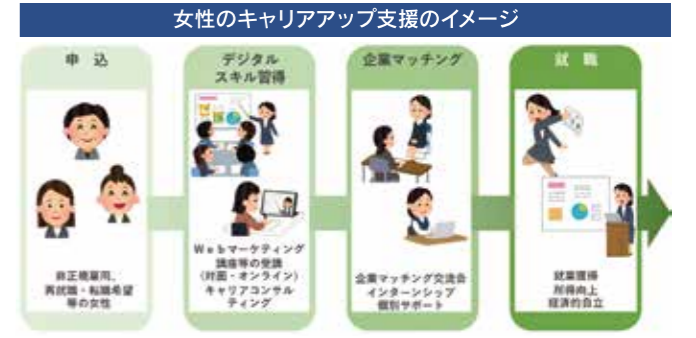 女性のキャリアアップ支援のイメージ
申込
非正規雇用、
再就職・転職希望
等の女性
デジタル
スキル習得
Webマーケティング
講座等の受講
（対面・オンライン）
キャリアコンサル
ティング
企業マッチング
企業マッチング交流会
インターンシップ
個別サポート
就職
就業獲得
所得向上
経済的自立